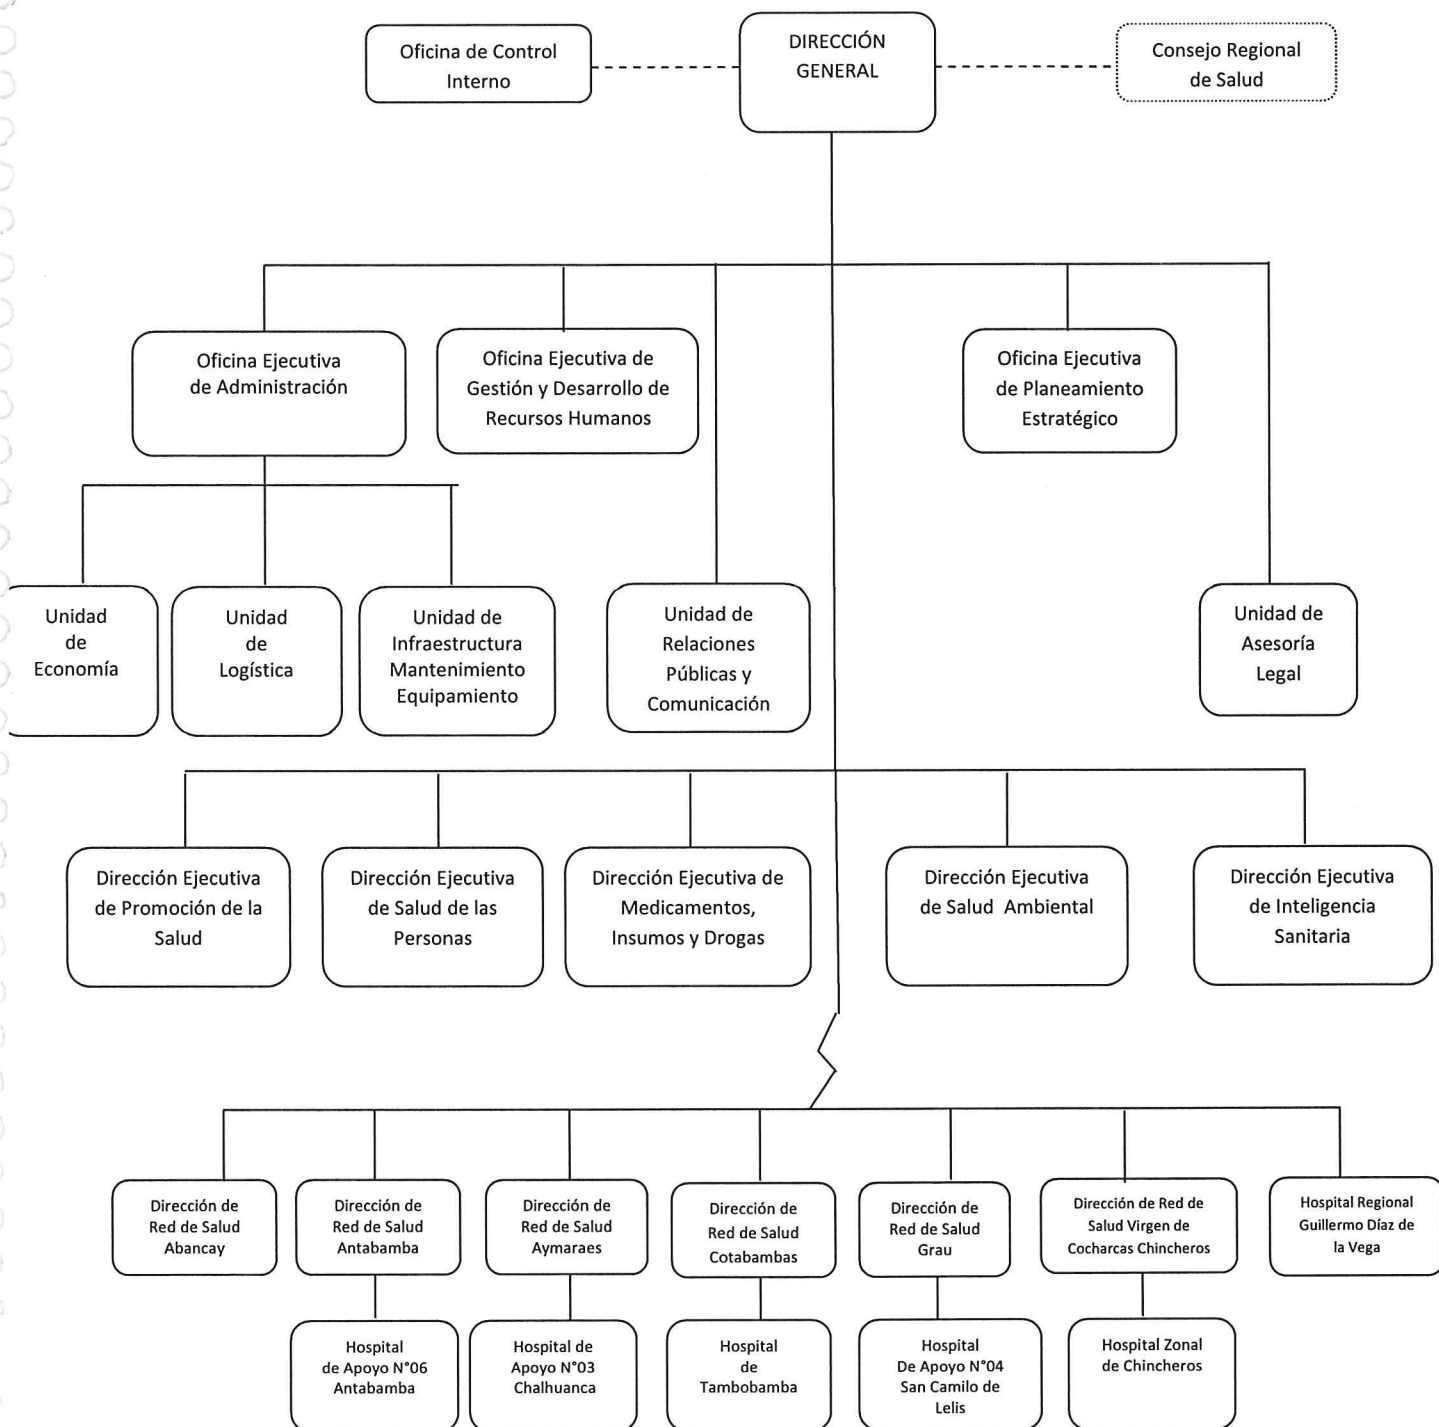 Oficina de Control
Interno
DIRECCIÓN
GENERAL
Consejo Regional
de Salud
Oficina Ejecutiva
de Administración
Oficina Ejecutiva de
Gestión y Desarrollo de
Recursos Humanos
Oficina Ejecutiva
de Planeamiento
Estratégico
Unidad
de
Economía
Unidad
de
Logística
Unidad de
Infraestructura
Mantenimiento
Equipamiento
Unidad de
Relaciones
Públicas y
Comunicación
Unidad de
Asesoría
Legal
Dirección Ejecutiva
de Promoción de la
Salud
Dirección Ejecutiva
de Salud de las
Personas
Dirección Ejecutiva de
Medicamentos,
Insumos y Drogas
Dirección Ejecutiva
de Salud Ambiental
Dirección Ejecutiva
de Inteligencia
Sanitaria
Dirección de
Red de Salud
Abancay
Dirección de
Red de Salud
Antabamba
Dirección de
Red de Salud
Aymaraes
Dirección de
Red de Salud
Cotabambas
Dirección de
Red de Salud
Grau
Dirección de Red de
Salud Virgen de
Cocharcas Chincheros
Hospital Regional
Guillermo Díaz de
la Vega
Hospital
de Apoyo N°06
Antabamba
Hospital de
Apoyo N°03
Chalhuanca
Hospital
de
Tambobamba
Hospital
De Apoyo N°04
San Camilo de
Lelis
Hospital Zonal
de Chincheros